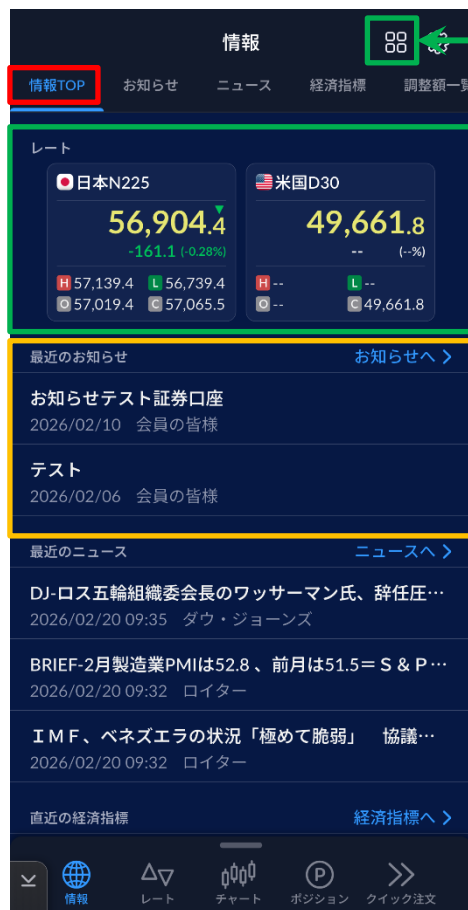 情報
情報TOP お知らせ ニュース 経済指標 調整額一覧
レート
日本N225 米国D30
56,904.4 49,661.8
-161.1 (-0.28%) -- (--%)
H 57,139.4 L 56,739.4 H -- L --
O 57,019.4 C 57,065.5 O -- C 49,661.8
最近のお知らせ お知らせへ
お知らせテスト証券口座
2026/02/10 会員の皆様
テスト
2026/02/06 会員の皆様
最近のニュース ニュースへ
DJ-ロス五輪組織委会長のワッサーマン氏、辞任圧…
2026/02/20 09:35 ダウ・ジョーンズ
BRIEF-2月製造業PMIは52.8 、前月は51.5＝Ｓ＆Ｐ…
2026/02/20 09:32 ロイター
ＩＭＦ、ベネズエラの状況「極めて脆弱」　協議…
2026/02/20 09:32 ロイター
直近の経済指標 経済指標へ
情報 レート チャート P ポジション クイック注文